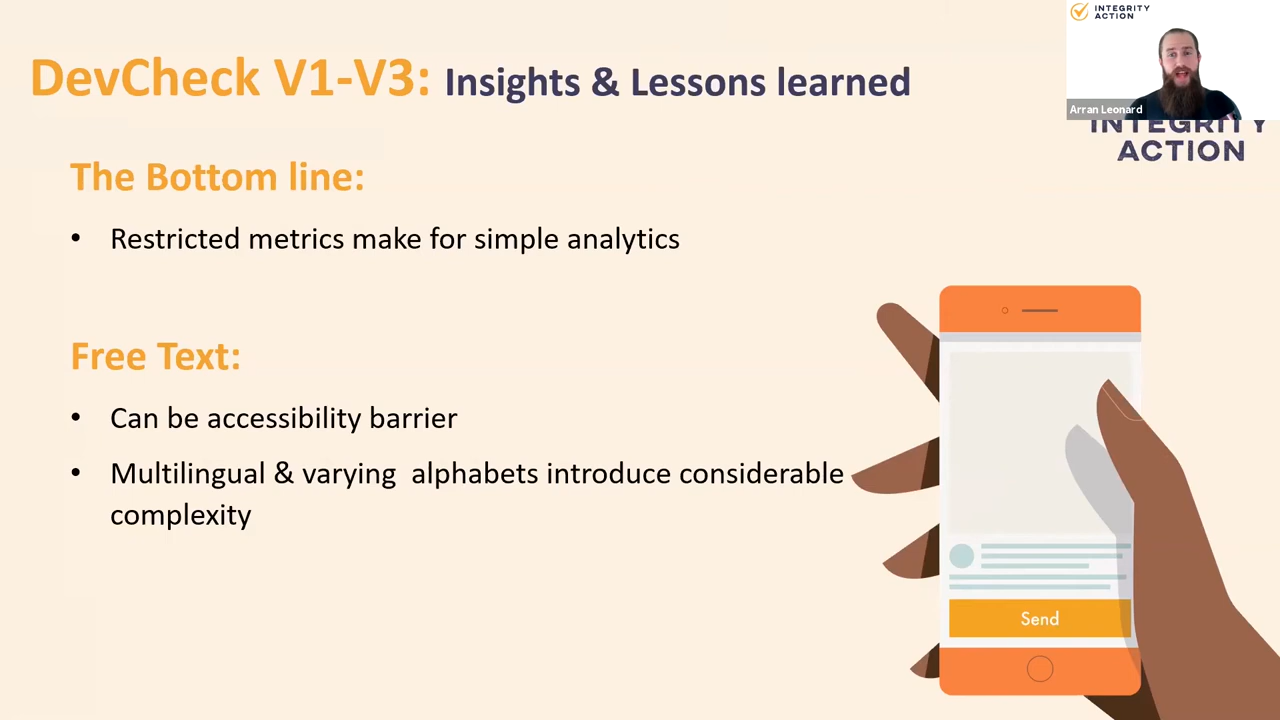 INTEGRITY
ACTION
DevCheck V1-V3: Insights & Lessons learned
Arran Leonard
INTEGRITY
ACTION
The Bottom line:
• Restricted metrics make for simple analytics
Free Text:
• Can be accessibility barrier
• Multilingual & varying alphabets introduce considerable
complexity
Send